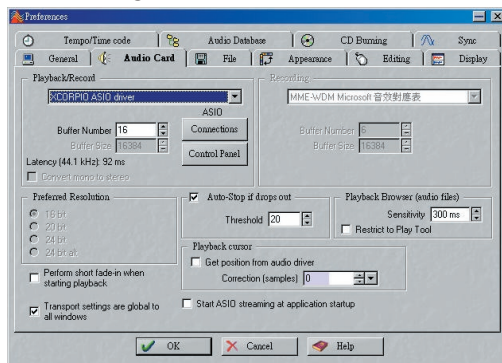 Preferences
Tempo/Time code
Audio Database
CD Burning
Sync
General
Audio Card
File
Appearance
Editing
Display
Playback/Record
XCORPIO ASIO driver
ASIO
Buffer Number 16
Connections
Buffer Size 16384
Control Panel
Latency (44.1 kHz): 92 ms
Convert mono to stereo
Recording
MME-WDM Microsoft 音效對應表
Buffer Number 6
Buffer Size 16384
Preferred Resolution
16 bit
20 bit
24 bit
24 bit alt
Auto-Stop if drops out
Threshold 20
Playback Browser (audio files)
Sensitivity 300 ms
Restrict to Play Tool
Playback cursor
Get position from audio driver
Correction (samples) 0
Perform short fade-in when
starting playback
Transport settings are global to
all windows
Start ASIO streaming at application startup
OK
Cancel
Help